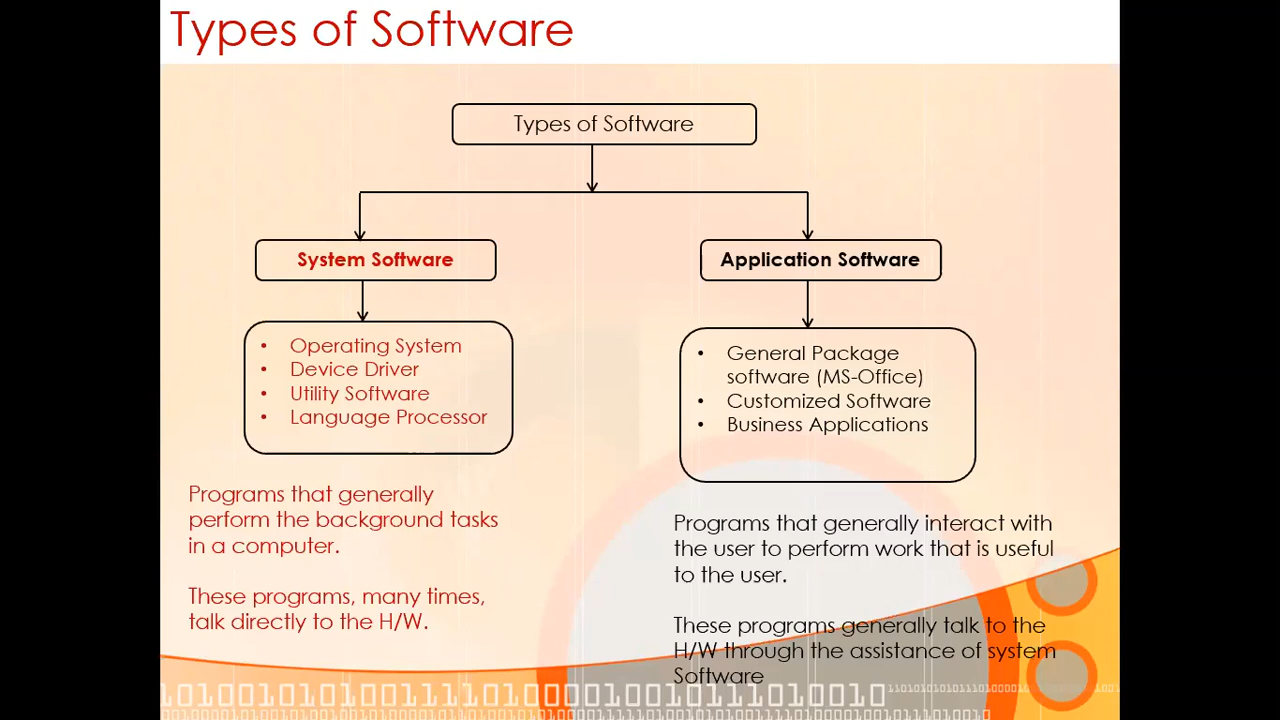 Types of Software
Types of Software
System Software
Application Software
• Operating System
• Device Driver
• Utility Software
• Language Processor
• General Package
software (MS-Office)
• Customized Software
• Business Applications
Programs that generally
perform the background tasks
in a computer.
These programs, many times,
talk directly to the H/W.
Programs that generally interact with
the user to perform work that is useful
to the user.
These programs generally talk to the
H/W through the assistance of system
Software